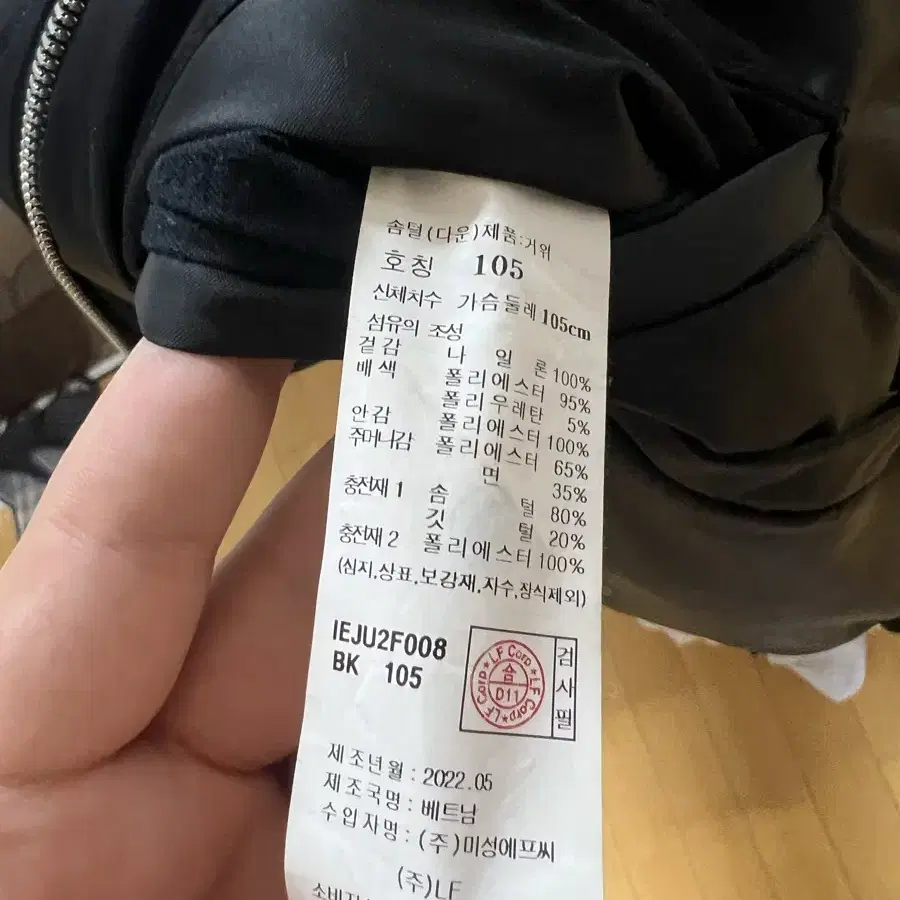 솜털(다운)제품:거위
호칭 105
신체치수 가슴둘레 105cm
섬유의 조성
겉감 나일론 100%
배색 폴리에스터 95%
폴리우레탄 5%
안감 폴리에스터 100%
주머니감 폴리에스터 65%
면 35%
충전재 1 솜털 80%
깃털 20%
충전재 2 폴리에스터 100%
(심지,상표,보강재,자수,장식제외)
IEJU2F008
BK 105
LF Corp ★ LF Corp ★ LF Corp ★
솜
D11
검사필
제조년월 : 2022.05
제조국명 : 베트남
수입자명 : (주)미성에프씨
(주)LF